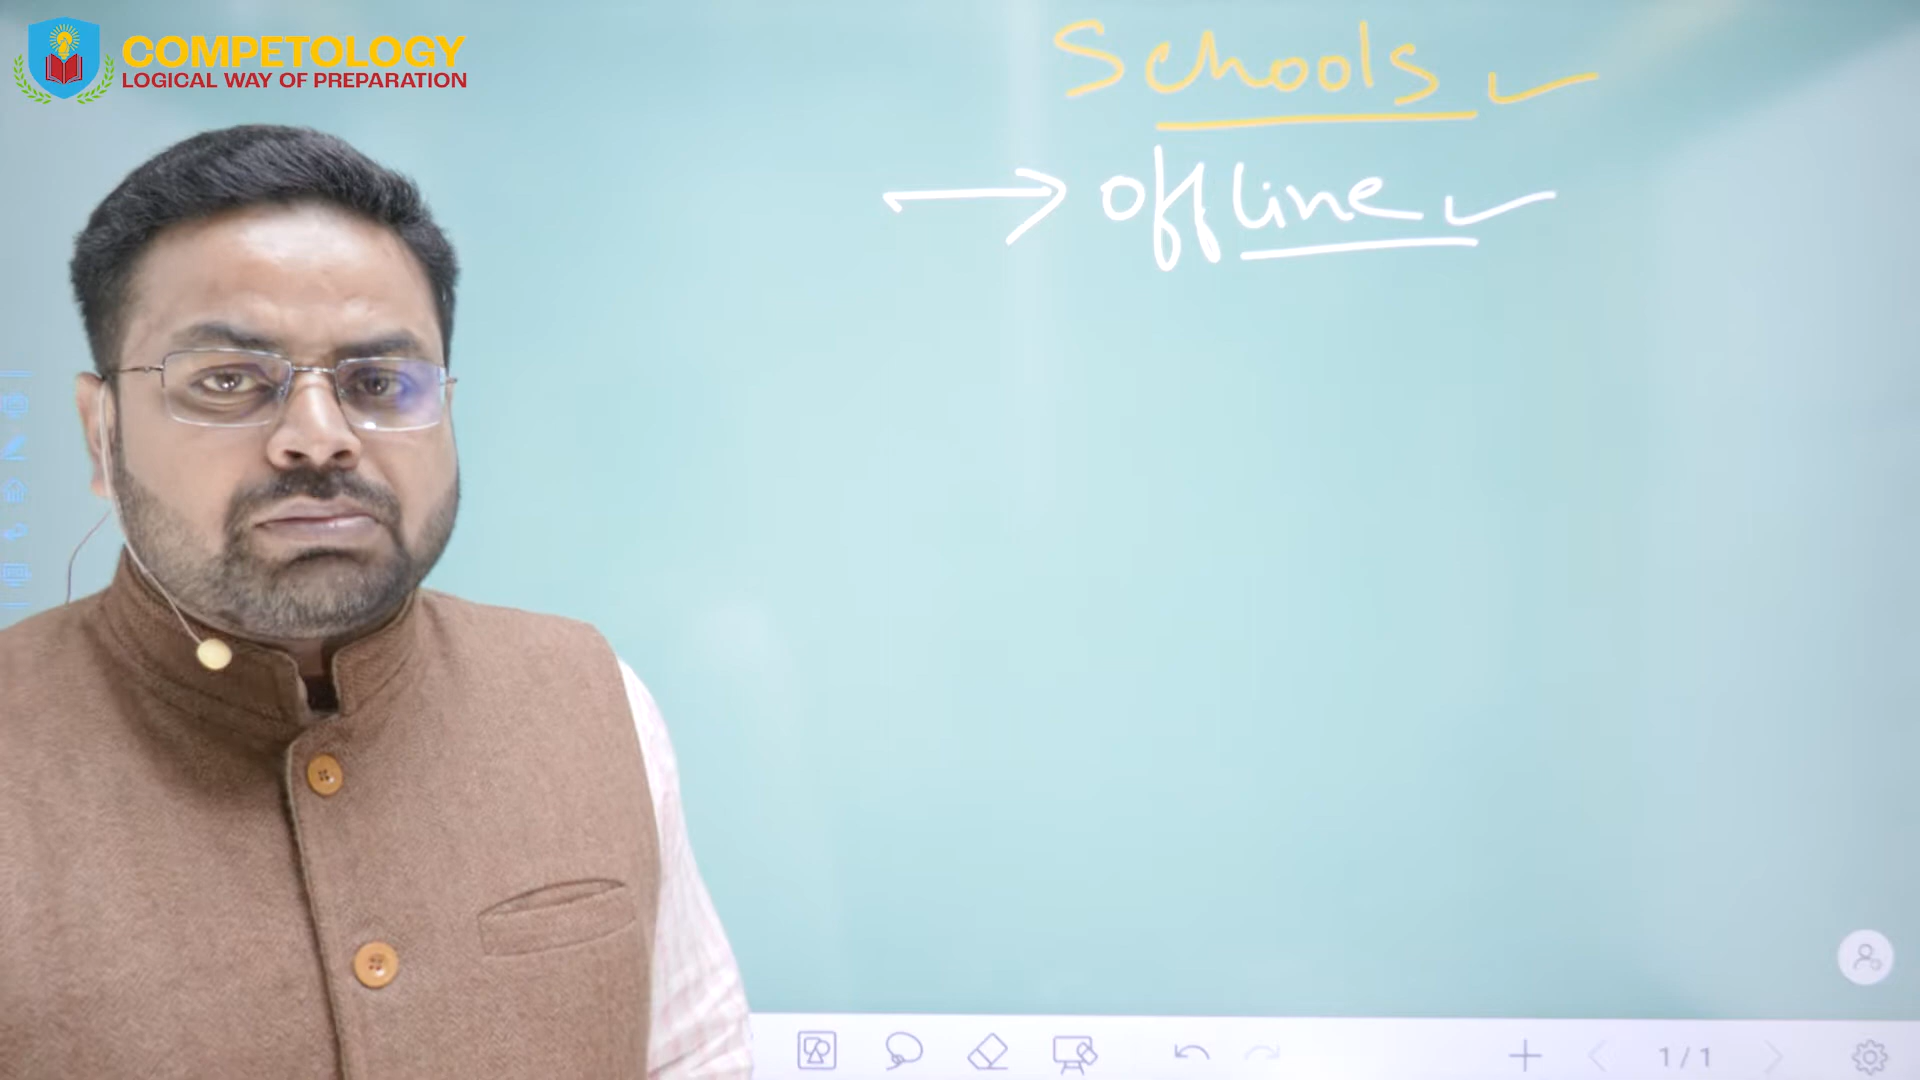 COMPETOLOGY
LOGICAL WAY OF PREPARATION
Schools
Offline
1/1